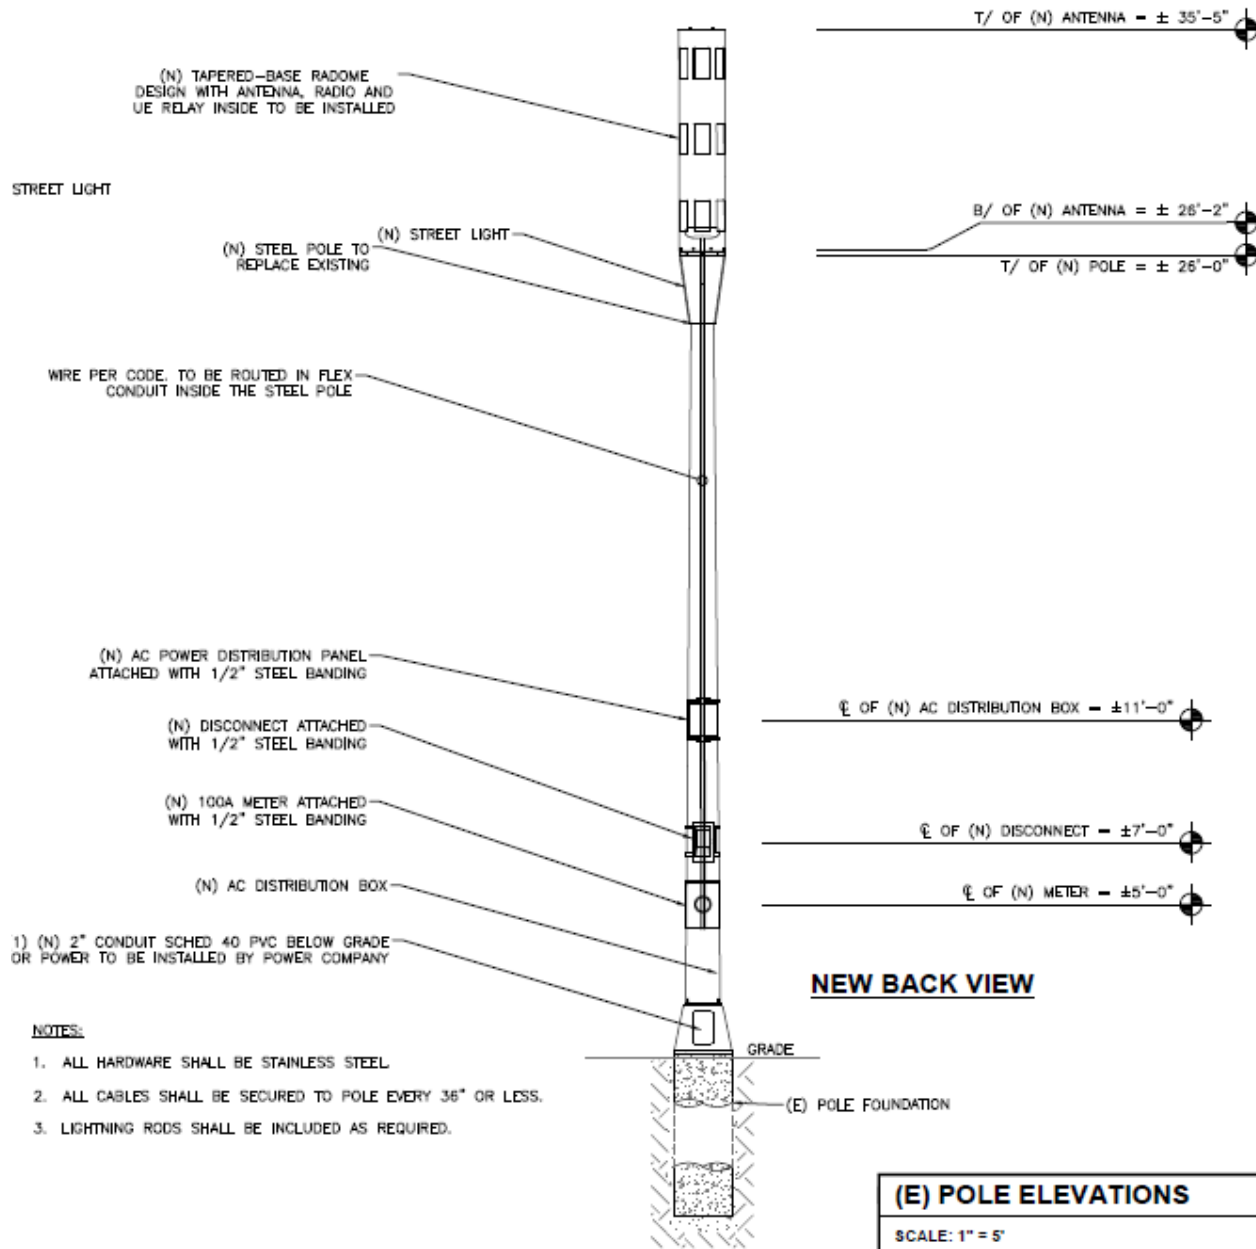 T/ OF (N) ANTENNA = ± 35'-5"
(N) TAPERED-BASE RADOME
DESIGN WITH ANTENNA, RADIO AND
UE RELAY INSIDE TO BE INSTALLED
STREET LIGHT
B/ OF (N) ANTENNA = ± 26'-2"
(N) STREET LIGHT
(N) STEEL POLE TO
REPLACE EXISTING
T/ OF (N) POLE = ± 26'-0"
WIRE PER CODE. TO BE ROUTED IN FLEX
CONDUIT INSIDE THE STEEL POLE
(N) AC POWER DISTRIBUTION PANEL
ATTACHED WITH 1/2" STEEL BANDING
℄ OF (N) AC DISTRIBUTION BOX = ±11'-0"
(N) DISCONNECT ATTACHED
WITH 1/2" STEEL BANDING
(N) 100A METER ATTACHED
WITH 1/2" STEEL BANDING
℄ OF (N) DISCONNECT = ±7'-0"
(N) AC DISTRIBUTION BOX
℄ OF (N) METER = ±5'-0"
1) (N) 2" CONDUIT SCHED 40 PVC BELOW GRADE
OR POWER TO BE INSTALLED BY POWER COMPANY
NEW BACK VIEW
NOTES:
1. ALL HARDWARE SHALL BE STAINLESS STEEL
2. ALL CABLES SHALL BE SECURED TO POLE EVERY 36" OR LESS.
3. LIGHTNING RODS SHALL BE INCLUDED AS REQUIRED.
GRADE
(E) POLE FOUNDATION
(E) POLE ELEVATIONS
SCALE: 1" = 5'